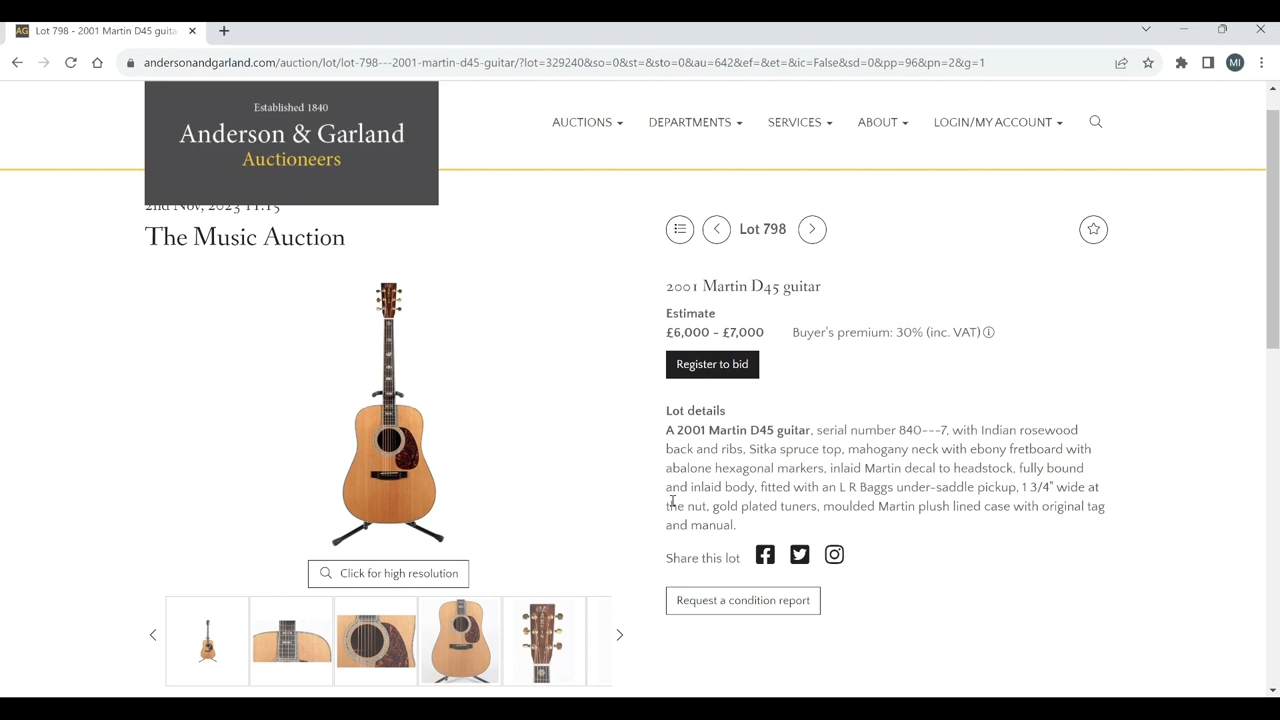 Lot 798 - 2001 Martin D45 guita
andersonandgarland.com/auction/lot/lot-798---2001-martin-d45-guitar/?lot=329240&so=0&st=&sto=0&au=642&ef=&et=&ic=False&sd=0&pp=96&pn=2&g=1
MI
Established 1840
Anderson & Garland
Auctioneers
AUCTIONS
DEPARTMENTS
SERVICES
ABOUT
LOGIN/MY ACCOUNT
2nd Nov, 2023 11:15
The Music Auction
Lot 798
2001 Martin D45 guitar
Estimate
£6,000 - £7,000
Buyer's premium: 30% (inc. VAT)
Register to bid
Lot details
A 2001 Martin D45 guitar, serial number 840---7, with Indian rosewood
back and ribs, Sitka spruce top, mahogany neck with ebony fretboard with
abalone hexagonal markers, inlaid Martin decal to headstock, fully bound
and inlaid body, fitted with an L R Baggs under-saddle pickup, 1 3/4" wide at
the nut, gold plated tuners, moulded Martin plush lined case with original tag
and manual.
Share this lot
Click for high resolution
Request a condition report